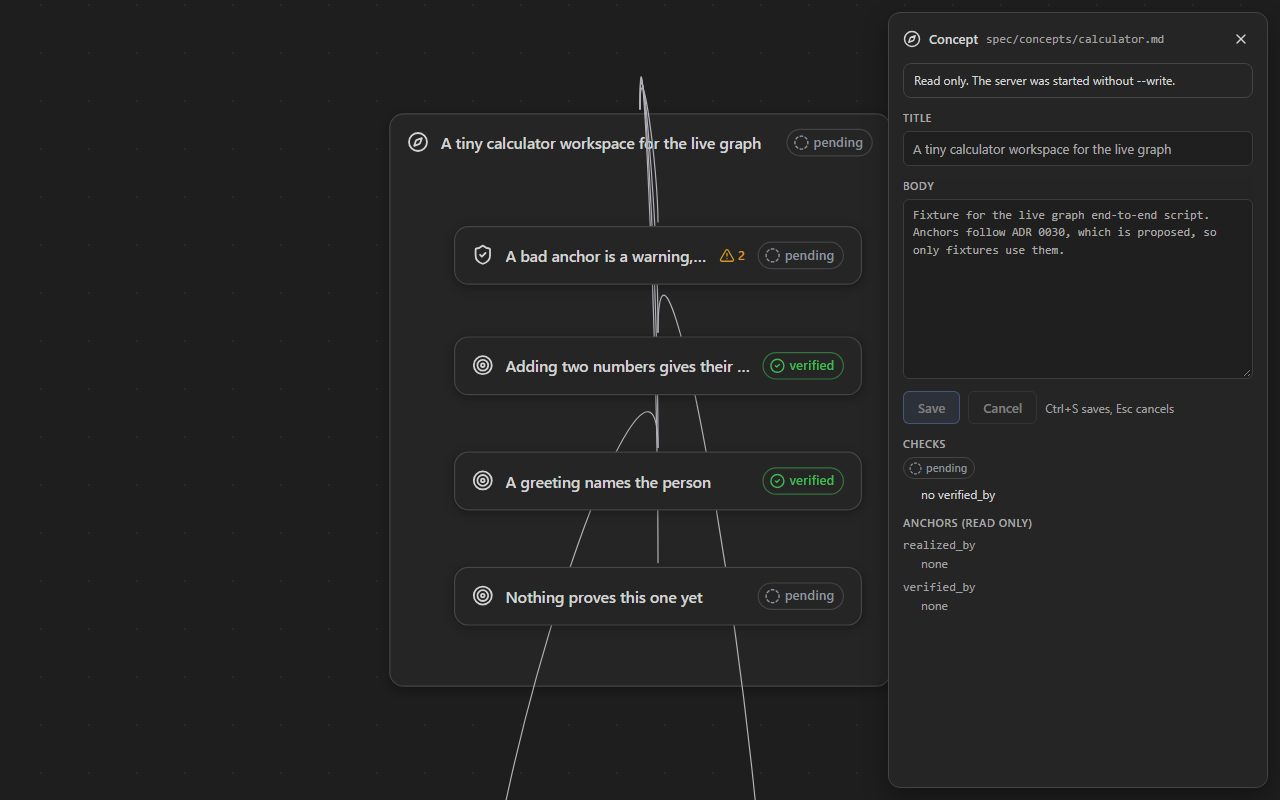 A tiny calculator workspace for the live graph
pending
A bad anchor is a warning,...
2
pending
Adding two numbers gives their ...
verified
A greeting names the person
verified
Nothing proves this one yet
pending
Concept spec/concepts/calculator.md
Read only. The server was started without --write.
TITLE
A tiny calculator workspace for the live graph
BODY
Fixture for the live graph end-to-end script.
Anchors follow ADR 0030, which is proposed, so
only fixtures use them.
Save Cancel Ctrl+S saves, Esc cancels
CHECKS
pending
no verified_by
ANCHORS (READ ONLY)
realized_by
none
verified_by
none